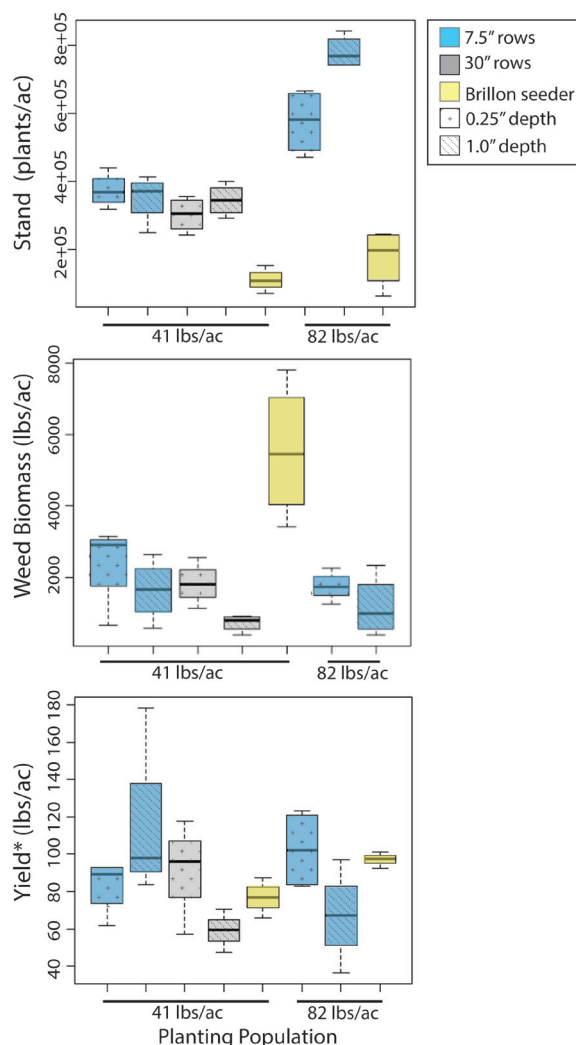 8e+05
6e+05
4e+05
2e+05
Stand (plants/ac)
41 lbs/ac
82 lbs/ac
7.5” rows
30” rows
Brillon seeder
0.25” depth
1.0” depth
8000
6000
4000
2000
Weed Biomass (lbs/ac)
41 lbs/ac
82 lbs/ac
180
160
140
120
100
80
60
40
Yield* (lbs/ac)
41 lbs/ac
82 lbs/ac
Planting Population